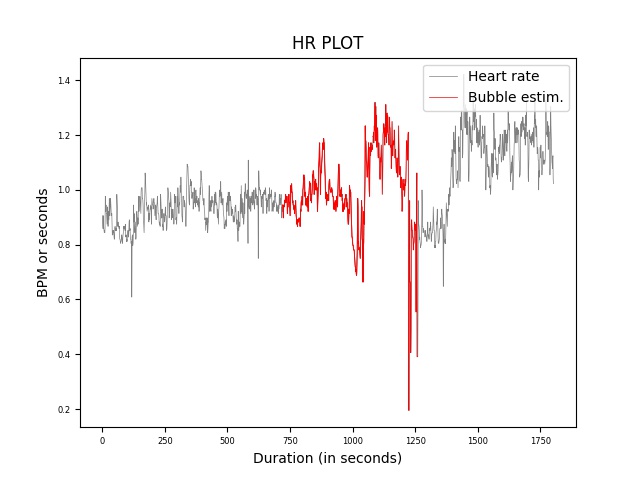 HR PLOT
Heart rate
Bubble estim.
BPM or seconds
1.4
1.2
1.0
0.8
0.6
0.4
0.2
0 250 500 750 1000 1250 1500 1750
Duration (in seconds)